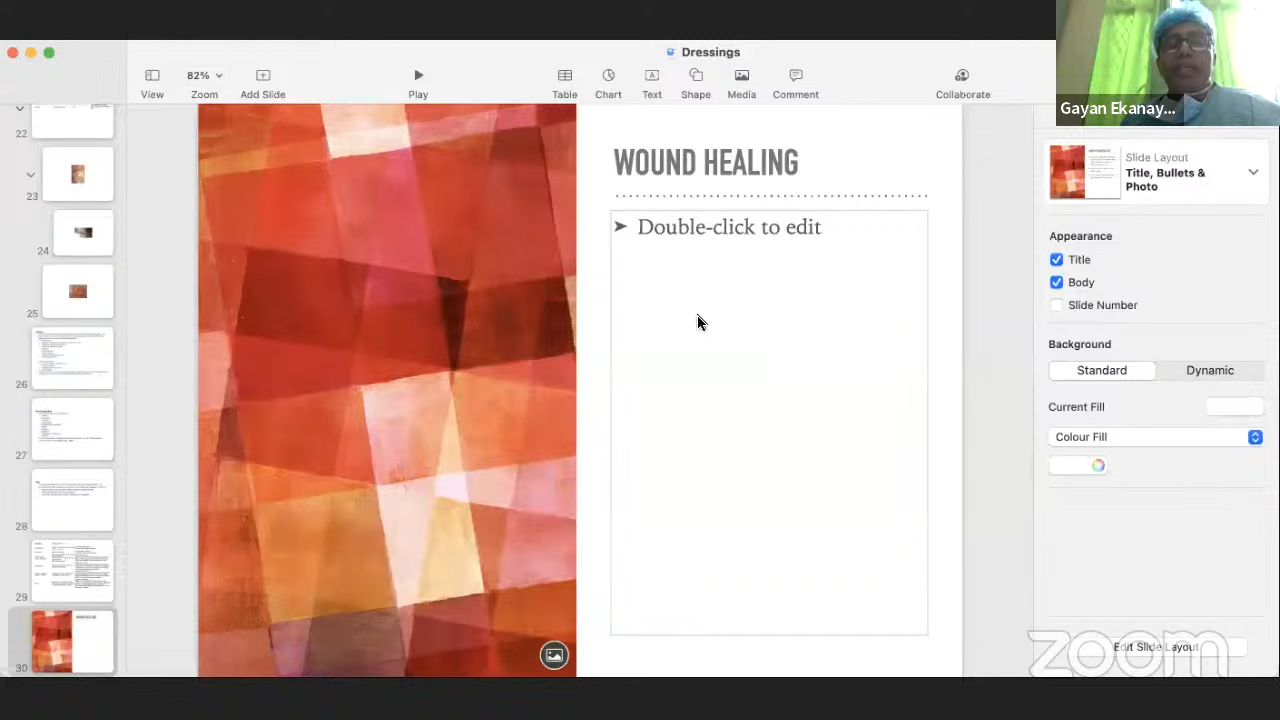 Dressings
82%
View
Zoom
Add Slide
Play
Table
Chart
Text
Shape
Media
Comment
Collaborate
Gayan Ekanay...
22
23
24
25
26
27
28
29
30
WOUND HEALING
➤ Double-click to edit
Slide Layout
Title, Bullets &
Photo
Appearance
Title
Body
Slide Number
Background
Standard
Dynamic
Current Fill
Colour Fill
Edit Slide Layout
zoom